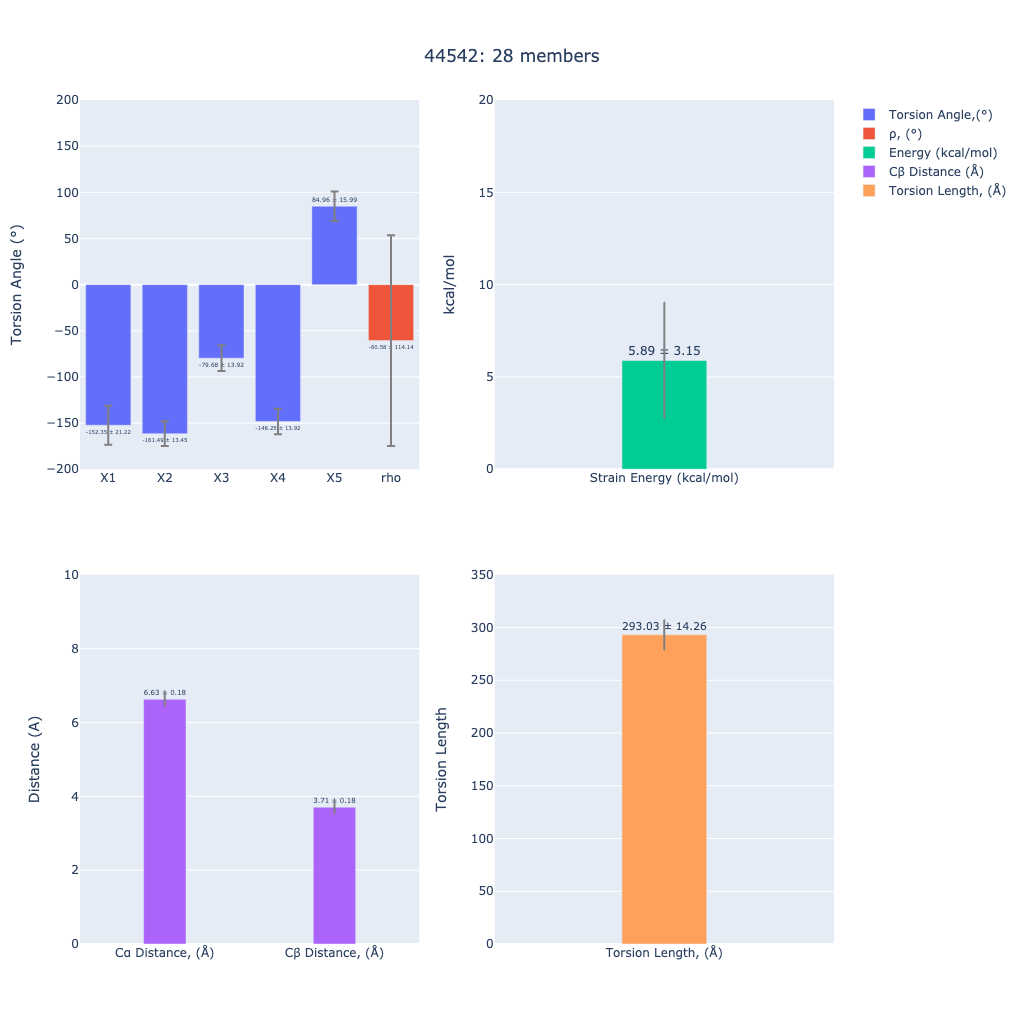 44542: 28 members
Torsion Angle (°)
200
150
100
50
0
−50
−100
−150
−200
-152.35 ± 21.22
-161.49 ± 13.45
-79.68 ± 13.92
-148.25 ± 13.92
84.96 ± 15.99
-60.58 ± 114.14
X1 X2 X3 X4 X5 rho
kcal/mol
20
15
10
5
0
5.89 ± 3.15
Strain Energy (kcal/mol)
Torsion Angle,(°)
ρ, (°)
Energy (kcal/mol)
Cβ Distance (Å)
Torsion Length, (Å)
Distance (A)
10
8
6
4
2
0
6.63 ± 0.18
3.71 ± 0.18
Cα Distance, (Å) Cβ Distance, (Å)
Torsion Length
350
300
250
200
150
100
50
0
293.03 ± 14.26
Torsion Length, (Å)